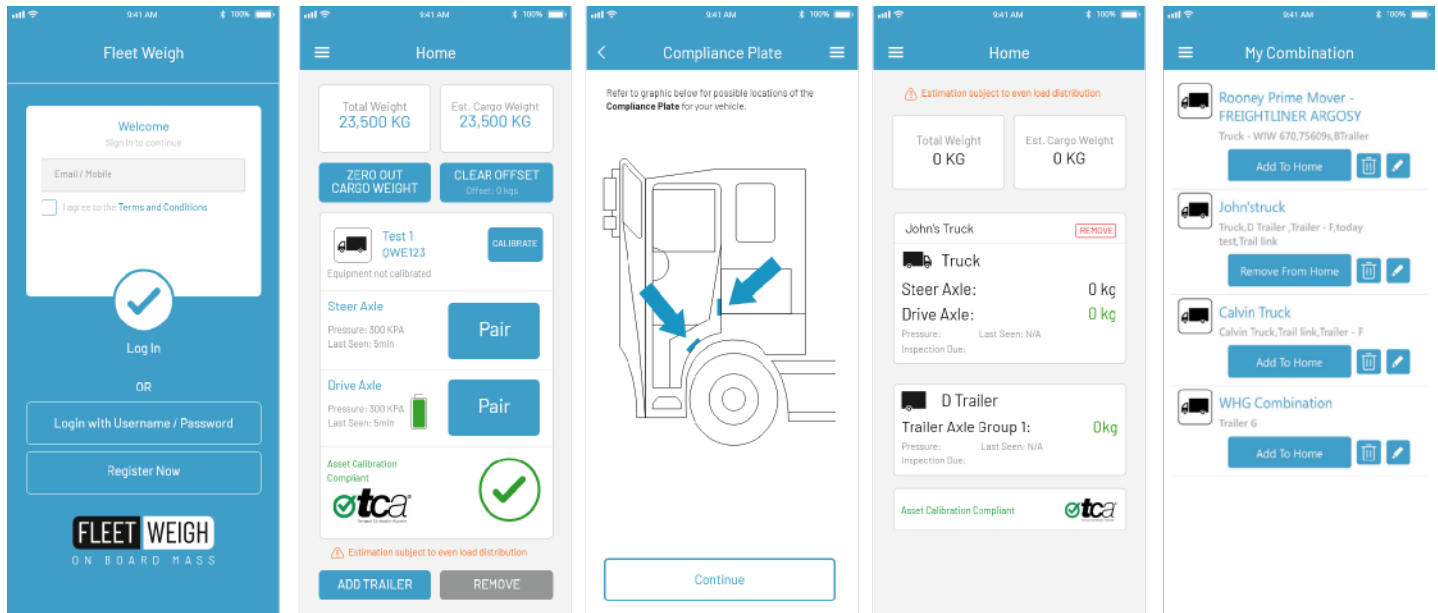 9:41 AM
100%
Fleet Weigh
Welcome
Sign in to continue
Email / Mobile
I agree to the Terms and Conditions
Log In
OR
Login with Username / Password
Register Now
FLEET WEIGH
ON BOARD MASS
9:41 AM
100%
Home
Total Weight
23,500 KG
Est. Cargo Weight
23,500 KG
ZERO OUT
CARGO WEIGHT
CLEAR OFFSET
Offset: 0 kgs
Test 1
QWE123
CALIBRATE
Equipment not calibrated
Steer Axle
Pressure: 300 KPA
Last Seen: 5min
Pair
Drive Axle
Pressure: 300 KPA
Last Seen: 5min
Pair
Asset Calibration
Compliant
tca
Estimation subject to even load distribution
ADD TRAILER
REMOVE
9:41 AM
100%
Compliance Plate
Refer to graphic below for possible locations of the
Compliance Plate for your vehicle.
Continue
9:41 AM
100%
Home
Estimation subject to even load distribution
Total Weight
0 KG
Est. Cargo Weight
0 KG
John's Truck
REMOVE
Truck
Steer Axle: 0 kg
Drive Axle: 0 kg
Pressure: Last Seen: N/A
Inspection Due:
D Trailer
Trailer Axle Group 1: 0kg
Pressure: Last Seen: N/A
Inspection Due:
Asset Calibration Compliant
tca
9:41 AM
100%
My Combination
Rooney Prime Mover -
FREIGHTLINER ARGOSY
Truck - WIW 670,75609s,BTrailer
Add To Home
John'struck
Truck,D Trailer ,Trailer - F,today
test,Trail link
Remove From Home
Calvin Truck
Calvin Truck,Trail link,Trailer - F
Add To Home
WHG Combination
Trailer G
Add To Home